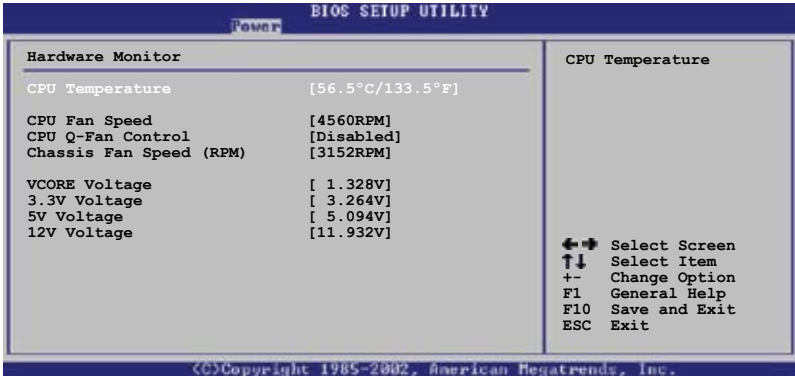 BIOS SETUP UTILITY
Power
Hardware Monitor
CPU Temperature [56.5°C/133.5°F]
CPU Fan Speed [4560RPM]
CPU Q-Fan Control [Disabled]
Chassis Fan Speed (RPM) [3152RPM]
VCORE Voltage [ 1.328V]
3.3V Voltage [ 3.264V]
5V Voltage [ 5.094V]
12V Voltage [11.932V]
CPU Temperature
←→ Select Screen
↑↓ Select Item
+- Change Option
F1 General Help
F10 Save and Exit
ESC Exit
(C)Copyright 1985-2002, American Megatrends, Inc.